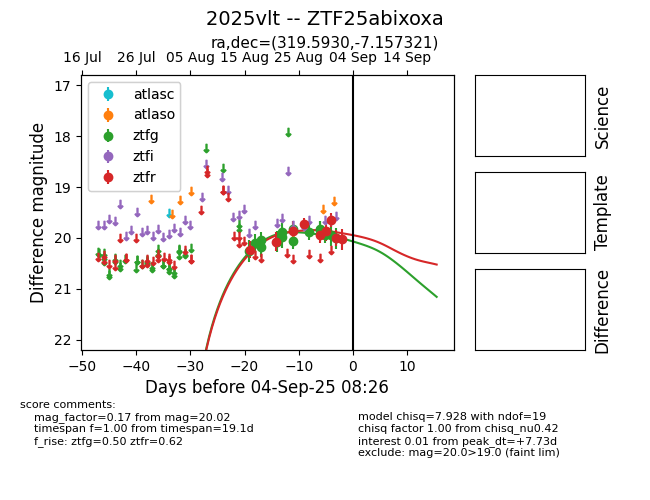 2025vlt -- ZTF25abixoxa
ra,dec=(319.5930,-7.157321)
16 Jul 26 Jul 05 Aug 15 Aug 25 Aug 04 Sep 14 Sep
17
18
19
20
21
22
Difference magnitude
atlasc
atlaso
ztfg
ztfi
ztfr
−50 −40 −30 −20 −10 0 10
Days before 04-Sep-25 08:26
Science
Template
Difference
score comments:
mag_factor=0.17 from mag=20.02
timespan f=1.00 from timespan=19.1d
f_rise: ztfg=0.50 ztfr=0.62
model chisq=7.928 with ndof=19
chisq factor 1.00 from chisq_nu0.42
interest 0.01 from peak_dt=+7.73d
exclude: mag=20.0>19.0 (faint lim)